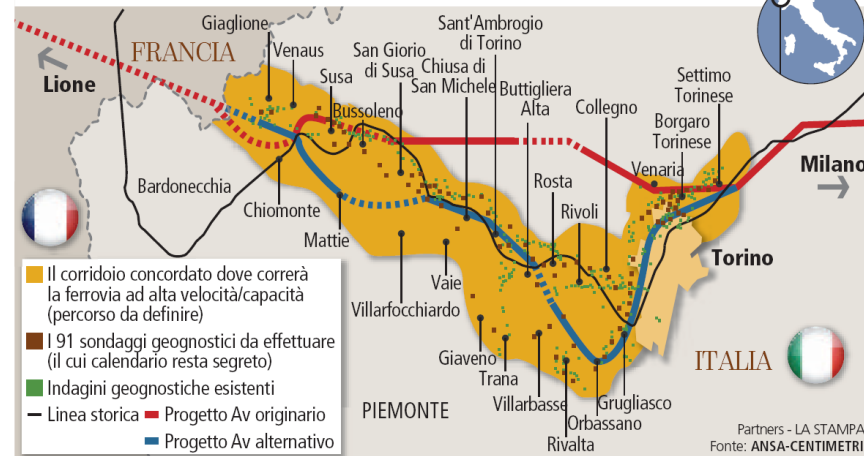 Giaglione
FRANCIA
Venaus
San Giorio
di Susa
Sant'Ambrogio
di Torino
Lione
Susa
Chiusa di
San Michele
Buttigliera
Alta
Settimo
Torinese
Bussoleno
Collegno
Borgaro
Torinese
Venaria
Milano
Bardonecchia
Chiomonte
Rosta
Rivoli
Mattie
Torino
Vaie
Villarfocchiardo
Il corridoio concordato dove correrà
la ferrovia ad alta velocità/capacità
(percorso da definire)
I 91 sondaggi geognostici da effettuare
(il cui calendario resta segreto)
Indagini geognostiche esistenti
Linea storica
Progetto Av originario
Progetto Av alternativo
Giaveno
Trana
Villarbasse
Rivalta
Orbassano
Grugliasco
PIEMONTE
ITALIA
Partners - LA STAMPA
Fonte: ANSA-CENTIMETRI